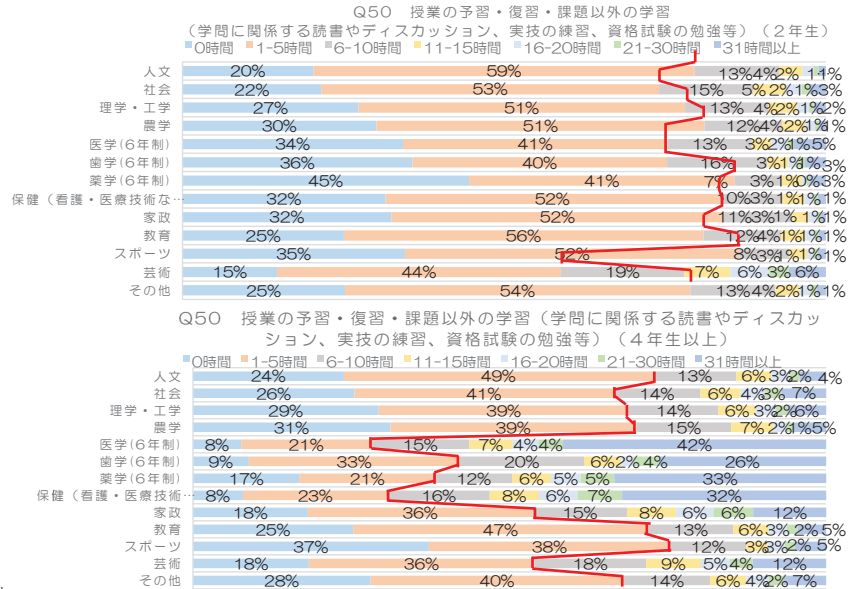 Q50　授業の予習・復習・課題以外の学習
（学問に関係する読書やディスカッション、実技の練習、資格試験の勉強等）（２年生）
0時間 1-5時間 6-10時間 11-15時間 16-20時間 21-30時間 31時間以上
人文 20% 59% 13% 4% 2% 1% 1%
社会 22% 53% 15% 5% 2% 1% 3%
理学・工学 27% 51% 13% 4% 2% 1% 2%
農学 30% 51% 12% 4% 2% 1% 1%
医学(6年制) 34% 41% 13% 3% 2% 1% 5%
歯学(6年制) 36% 40% 16% 3% 1% 1% 3%
薬学(6年制) 45% 41% 7% 3% 1% 0% 3%
保健（看護・医療技術な… 32% 52% 10% 3% 1% 1% 1%
家政 32% 52% 11% 3% 1% 1% 1%
教育 25% 56% 12% 4% 1% 1% 1%
スポーツ 35% 52% 8% 3% 1% 1% 1%
芸術 15% 44% 19% 7% 6% 3% 6%
その他 25% 54% 13% 4% 2% 1% 1%
Q50　授業の予習・復習・課題以外の学習（学問に関係する読書やディスカッ
ション、実技の練習、資格試験の勉強等）（４年生以上）
0時間 1-5時間 6-10時間 11-15時間 16-20時間 21-30時間 31時間以上
人文 24% 49% 13% 6% 3% 2% 4%
社会 26% 41% 14% 6% 4% 3% 7%
理学・工学 29% 39% 14% 6% 3% 2% 6%
農学 31% 39% 15% 7% 2% 1% 5%
医学(6年制) 8% 21% 15% 7% 4% 4% 42%
歯学(6年制) 9% 33% 20% 6% 2% 4% 26%
薬学(6年制) 17% 21% 12% 6% 5% 5% 33%
保健（看護・医療技術… 8% 23% 16% 8% 6% 7% 32%
家政 18% 36% 15% 8% 6% 6% 12%
教育 25% 47% 13% 6% 3% 2% 5%
スポーツ 37% 38% 12% 3% 3% 2% 5%
芸術 18% 36% 18% 9% 5% 4% 12%
その他 28% 40% 14% 6% 4% 2% 7%